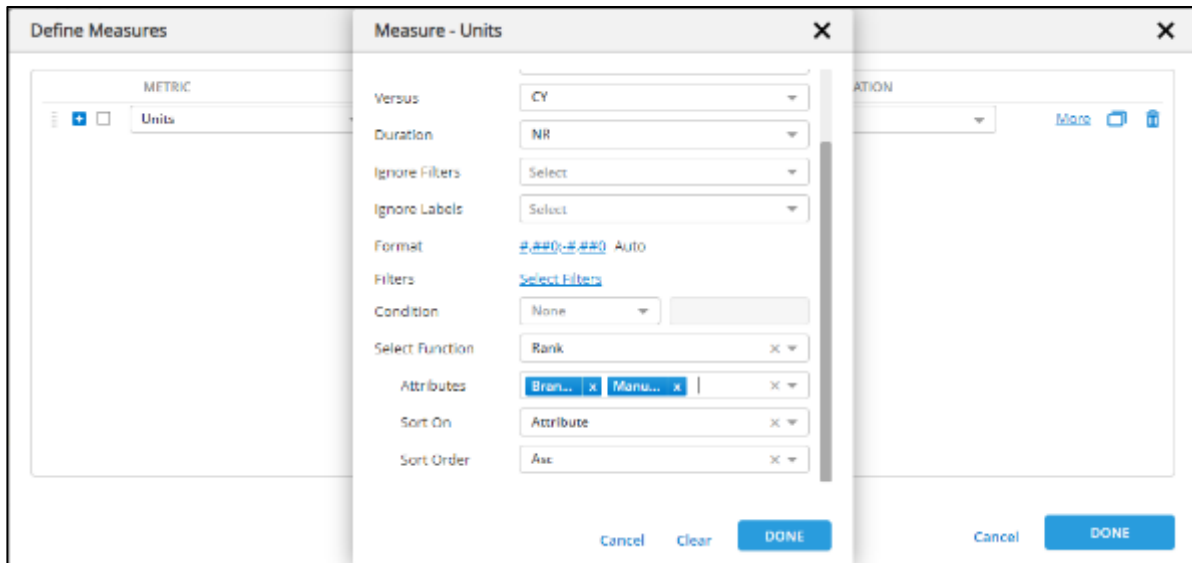 Define Measures
Measure - Units
METRIC
ATION
Units
More
Versus CY
Duration NR
Ignore Filters Select
Ignore Labels Select
Format #,##0;-#,##0 Auto
Filters Select Filters
Condition None
Select Function Rank
Attributes Bran... x Manu... x
Sort On Attribute
Sort Order Asc
Cancel Clear DONE
Cancel DONE